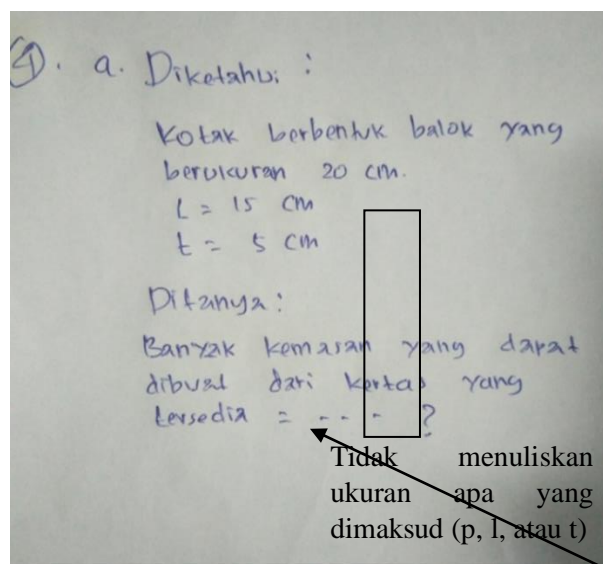 4. a. Diketahui :
Kotak berbentuk balok yang
berukuran 20 cm.
l = 15 cm
t = 5 cm
Ditanya :
Banyak kemasan yang dapat
dibuat dari kertas yang
tersedia = - - - ?
Tidak menuliskan
ukuran apa yang
dimaksud (p, l, atau t)